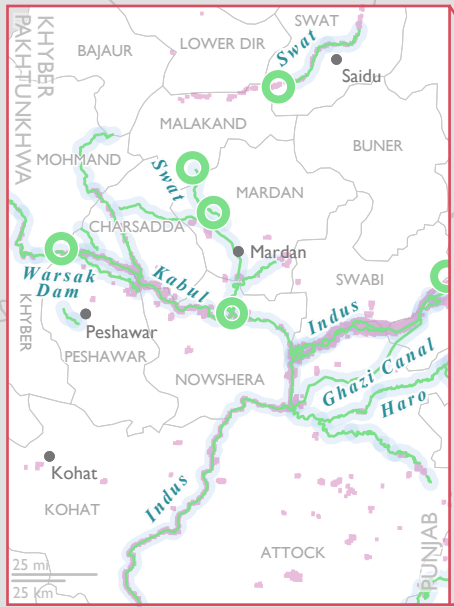 SWAT
KHYBER
PAKHTUNKHWA
LOWER DIR
BAJAUR
Swat
Saidu
MALAKAND
BUNER
MOHMAND
Swat
MARDAN
CHARSADDA
Mardan
Warsak
Dam
Kabul
SWABI
KHYBER
Indus
Peshawar
PESHAWAR
Ghazi Canal
NOWSHERA
Haro
Kohat
Indus
KOHAT
PUNJAB
ATTOCK
25 mi
25 km